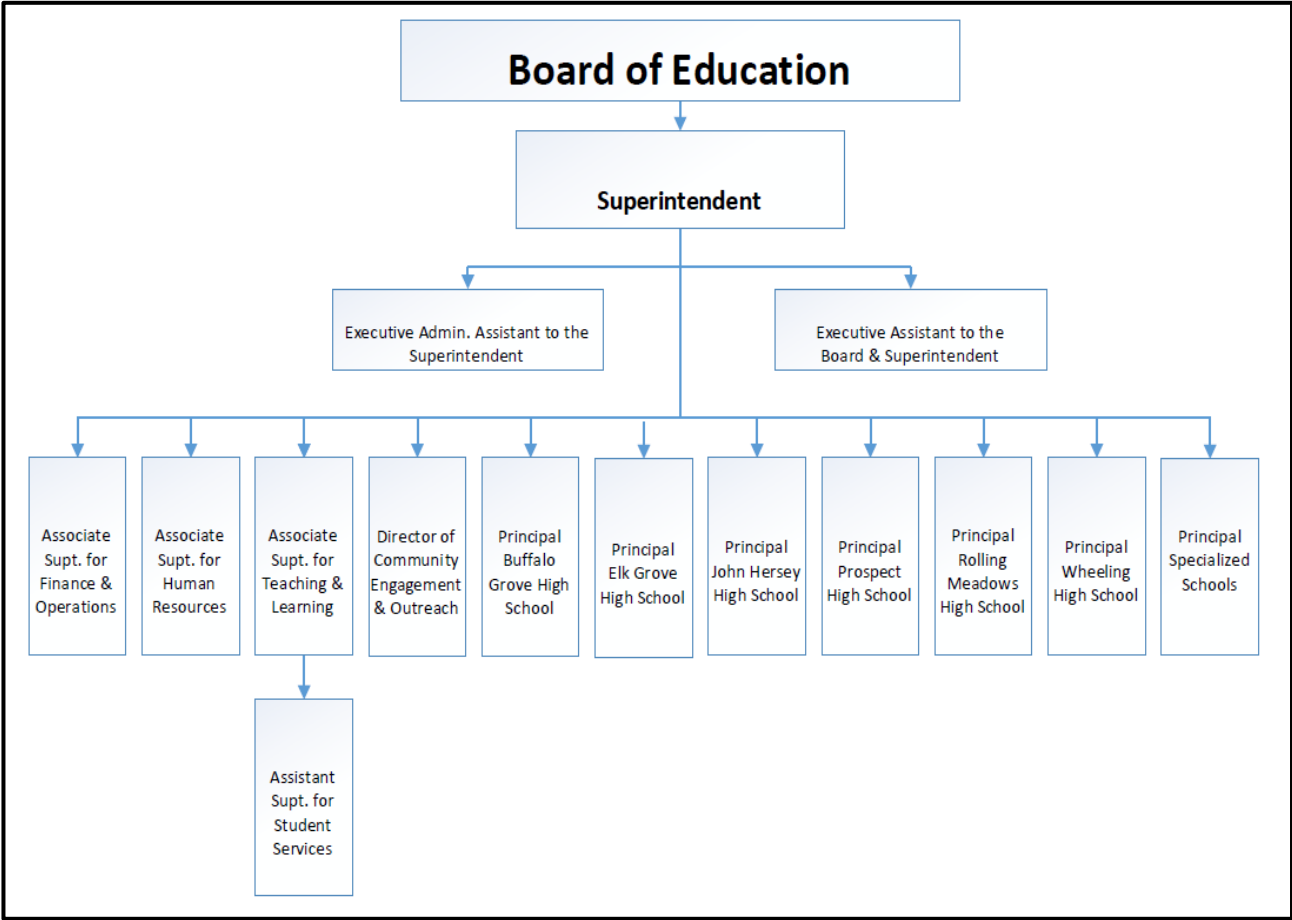 Board of Education
Superintendent
Executive Admin. Assistant to the
Superintendent
Executive Assistant to the
Board & Superintendent
Associate
Supt. for
Finance &
Operations
Associate
Supt. for
Human
Resources
Associate
Supt. for
Teaching &
Learning
Director of
Community
Engagement
& Outreach
Principal
Buffalo
Grove High
School
Principal
Elk Grove
High School
Principal
John Hersey
High School
Principal
Prospect
High School
Principal
Rolling
Meadows
High School
Principal
Wheeling
High School
Principal
Specialized
Schools
Assistant
Supt. for
Student
Services